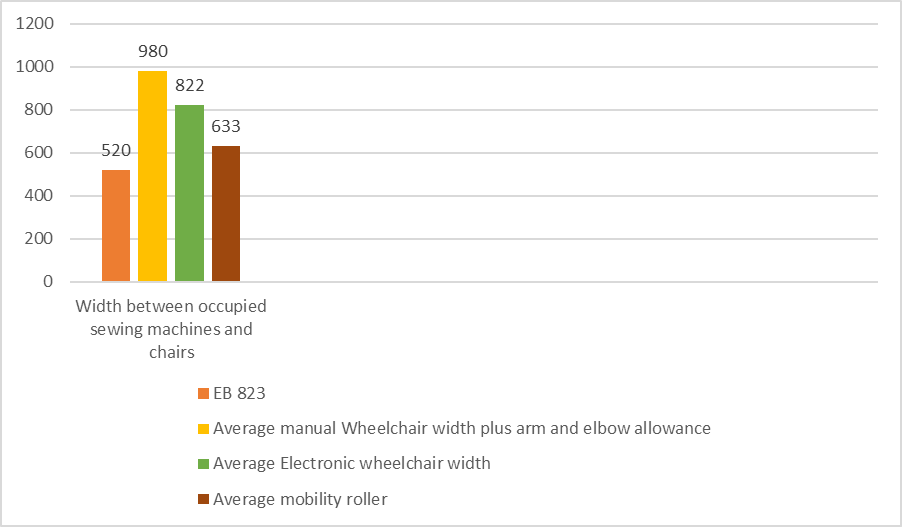 1200
1000
800
600
400
200
0
980
822
633
520
Width between occupied
sewing machines and
chairs
EB 823
Average manual Wheelchair width plus arm and elbow allowance
Average Electronic wheelchair width
Average mobility roller